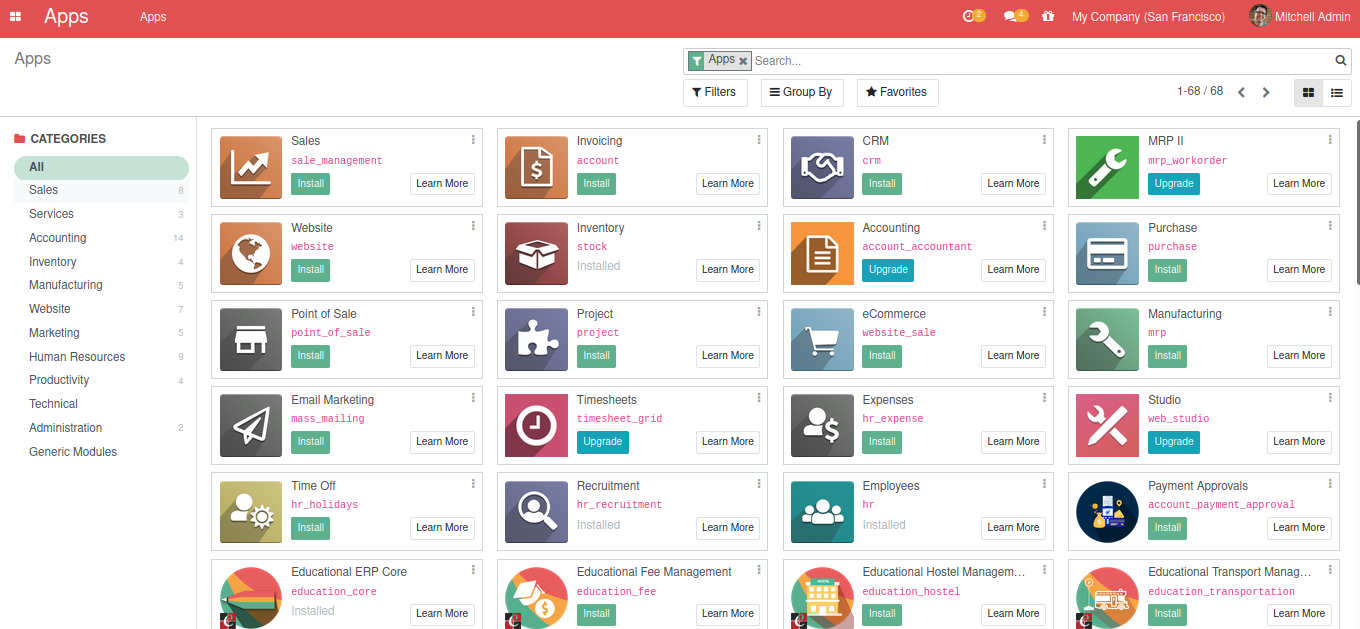 Apps Apps 2 4 My Company (San Francisco) Mitchell Admin
Apps
Apps Search...
Filters Group By Favorites 1-68 / 68
CATEGORIES
All
Sales 8
Services 3
Accounting 14
Inventory 4
Manufacturing 5
Website 7
Marketing 5
Human Resources 9
Productivity 4
Technical
Administration 2
Generic Modules
Sales
sale_management
Install Learn More
Invoicing
account
Install Learn More
CRM
crm
Install Learn More
MRP II
mrp_workorder
Upgrade Learn More
Website
website
Install Learn More
Inventory
stock
Installed Learn More
Accounting
account_accountant
Upgrade Learn More
Purchase
purchase
Install Learn More
Point of Sale
point_of_sale
Install Learn More
Project
project
Install Learn More
eCommerce
website_sale
Install Learn More
Manufacturing
mrp
Install Learn More
Email Marketing
mass_mailing
Install Learn More
Timesheets
timesheet_grid
Upgrade Learn More
Expenses
hr_expense
Install Learn More
Studio
web_studio
Upgrade Learn More
Time Off
hr_holidays
Install Learn More
Recruitment
hr_recruitment
Installed Learn More
Employees
hr
Installed Learn More
Payment Approvals
account_payment_approval
Install Learn More
Educational ERP Core
education_core
Installed Learn More
Educational Fee Management
education_fee
Install Learn More
Educational Hostel Managem...
education_hostel
Install Learn More
Educational Transport Manag...
education_transportation
Install Learn More